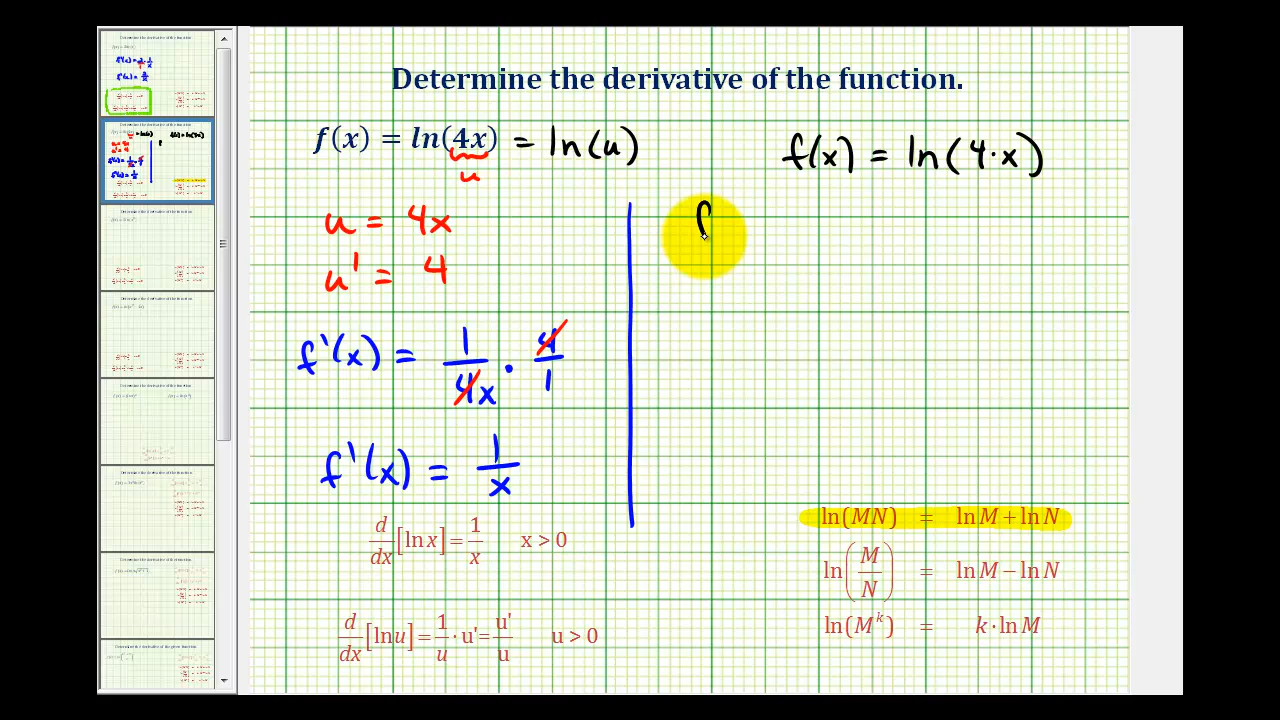 Determine the derivative of the function.
f(x) = ln(4x) = ln(u)
u
f(x) = ln(4·x)
u = 4x
u' = 4
f'(x) = 1/4x · 4/1
f'(x) = 1/x
f
d/dx[ln x] = 1/x x > 0
d/dx[ln u] = 1/u · u' = u'/u u > 0
ln(MN) = ln M + ln N
ln(M/N) = ln M − ln N
ln(M^k) = k · ln M